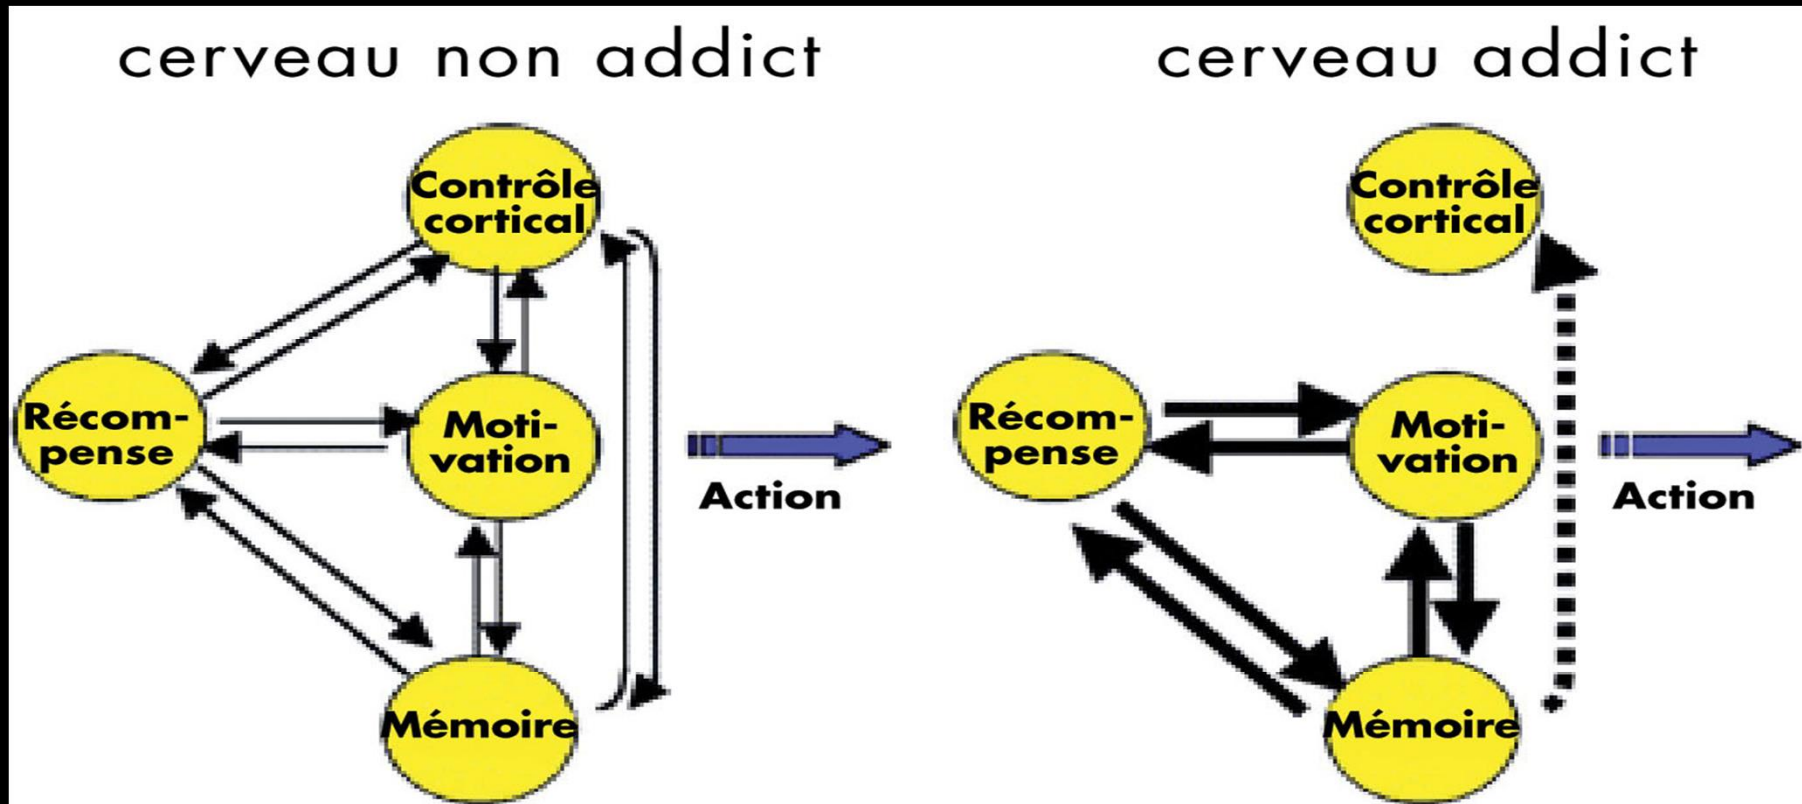 cerveau non addict
Contrôle
cortical
Récom-
pense
Moti-
vation
Action
Mémoire
cerveau addict
Contrôle
cortical
Récom-
pense
Moti-
vation
Action
Mémoire